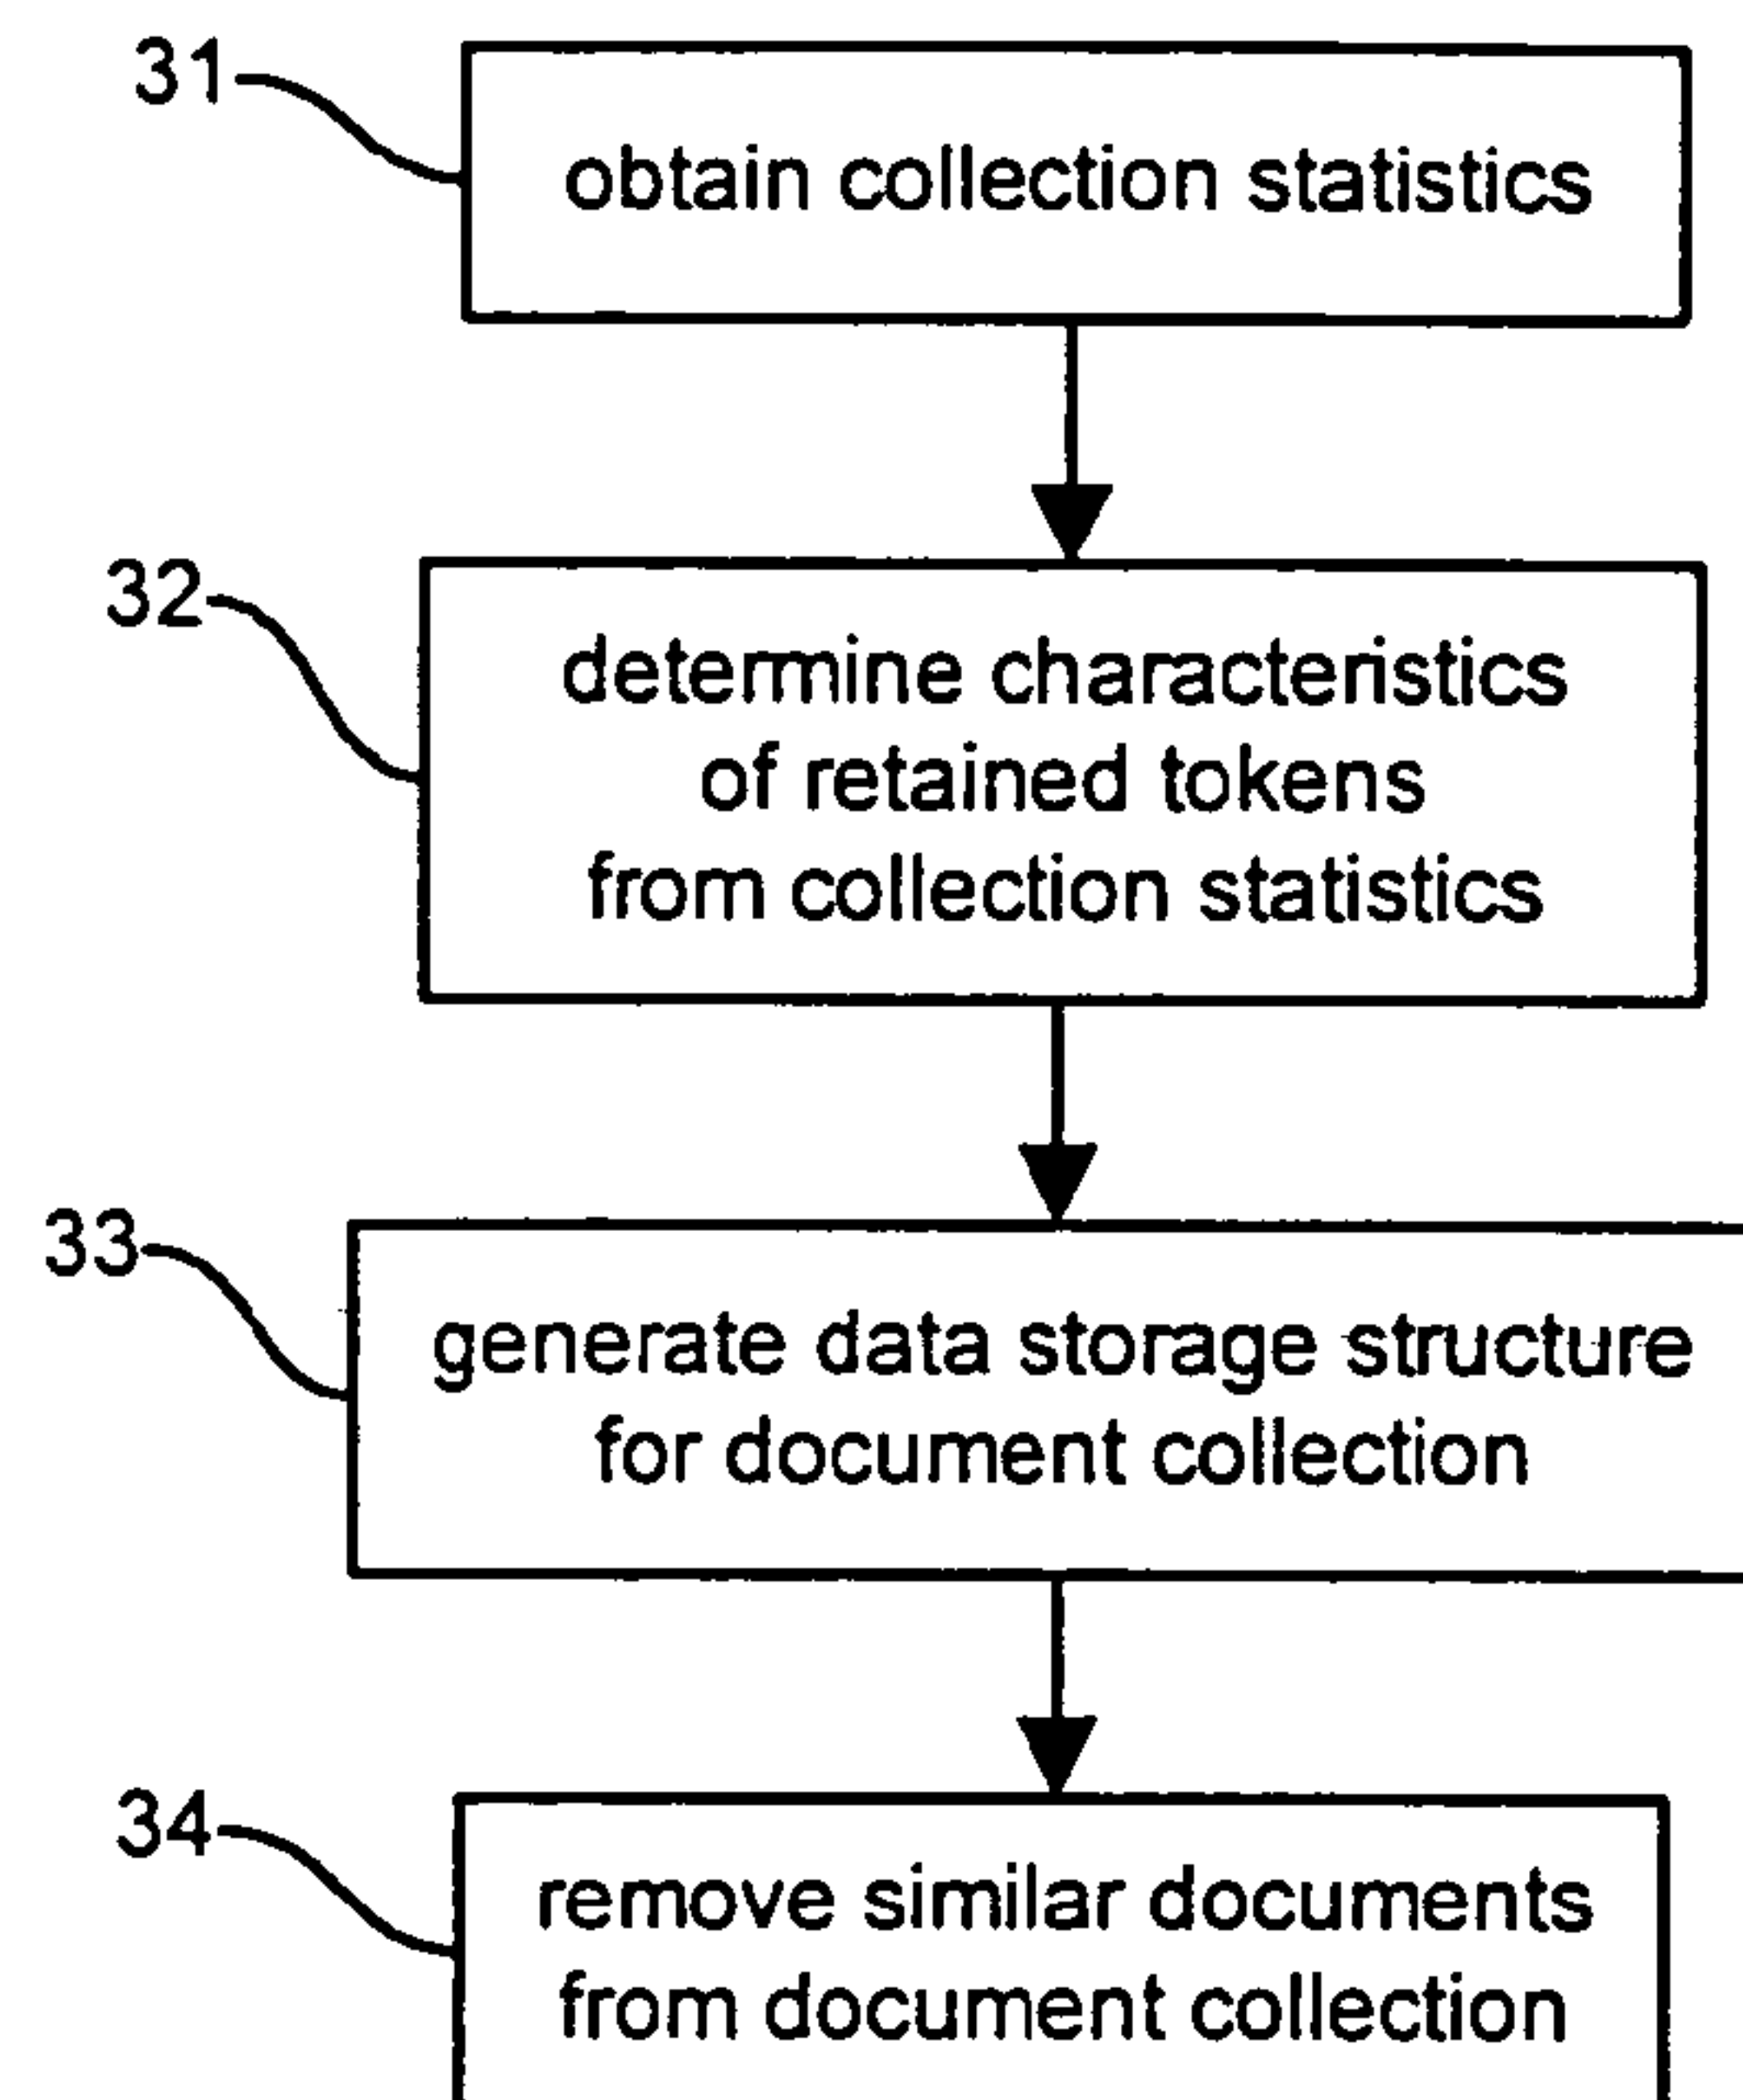 31
obtain collection statistics
32
determine characteristics
of retained tokens
from collection statistics
33
generate data storage structure
for document collection
34
remove similar documents
from document collection